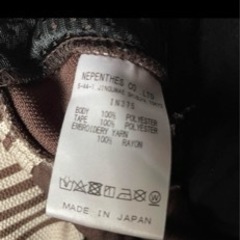 NEPENTHES CO.LTD.
IN375
BODY 100% POLYESTER
TAPE 100% POLYESTER
EMBROIDERY YARN
100% RAYON
MADE IN JAPAN